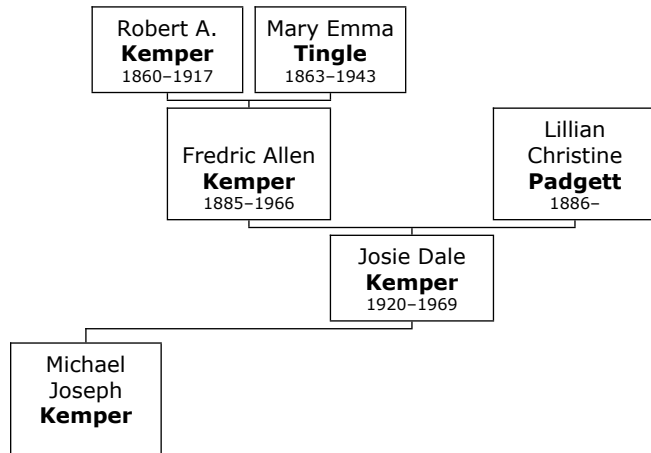 Robert A.
Kemper
1860–1917
Mary Emma
Tingle
1863–1943
Fredric Allen
Kemper
1885–1966
Lillian
Christine
Padgett
1886–
Josie Dale
Kemper
1920–1969
Michael
Joseph
Kemper